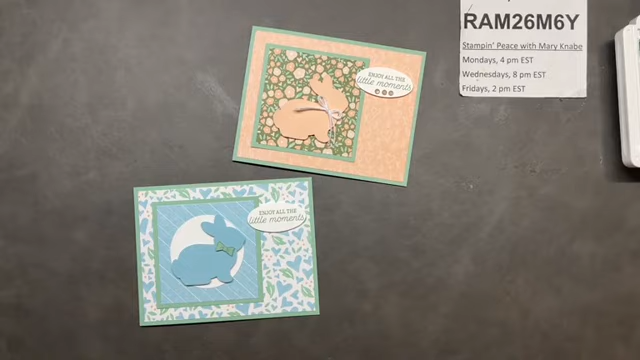 RAM26M6Y
Stampin' Peace with Mary Knabe
Mondays, 4 pm EST
Wednesdays, 8 pm EST
Fridays, 2 pm EST
ENJOY ALL THE
little moments
ENJOY ALL THE
little moments